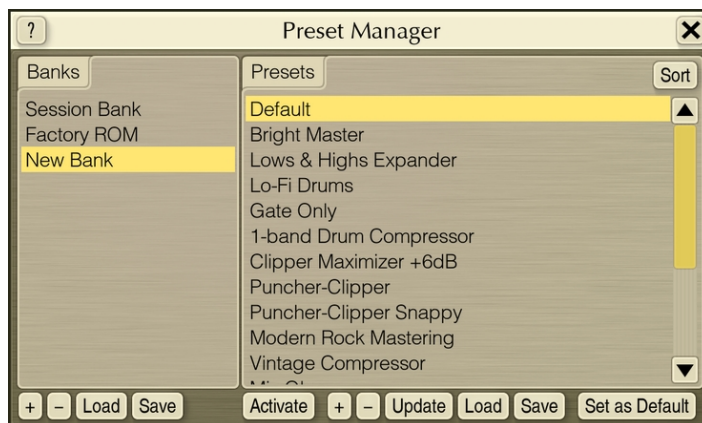 ? Preset Manager
Banks
Session Bank
Factory ROM
New Bank
+ - Load Save
Presets Sort
Default
Bright Master
Lows & Highs Expander
Lo-Fi Drums
Gate Only
1-band Drum Compressor
Clipper Maximizer +6dB
Puncher-Clipper
Puncher-Clipper Snappy
Modern Rock Mastering
Vintage Compressor
Activate + - Update Load Save Set as Default